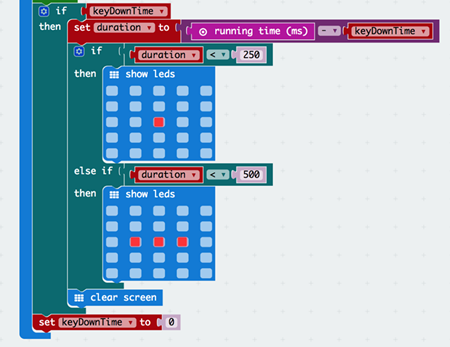 if keyDownTime
then set duration to running time (ms) - keyDownTime
if duration < 250
then show leds
else if duration < 500
then show leds
clear screen
set keyDownTime to 0